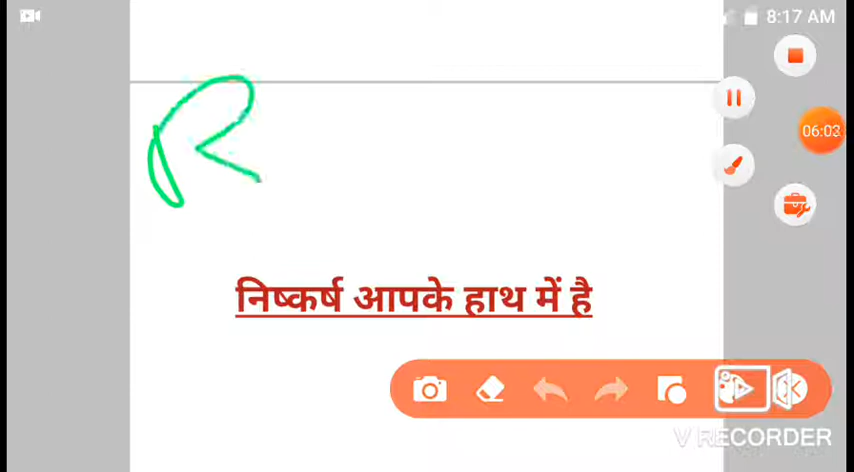 8:17 AM
R
06:03
निष्कर्ष आपके हाथ में है
V RECORDER